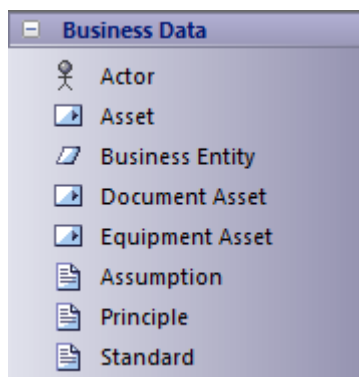 Business Data
Actor
Asset
Business Entity
Document Asset
Equipment Asset
Assumption
Principle
Standard